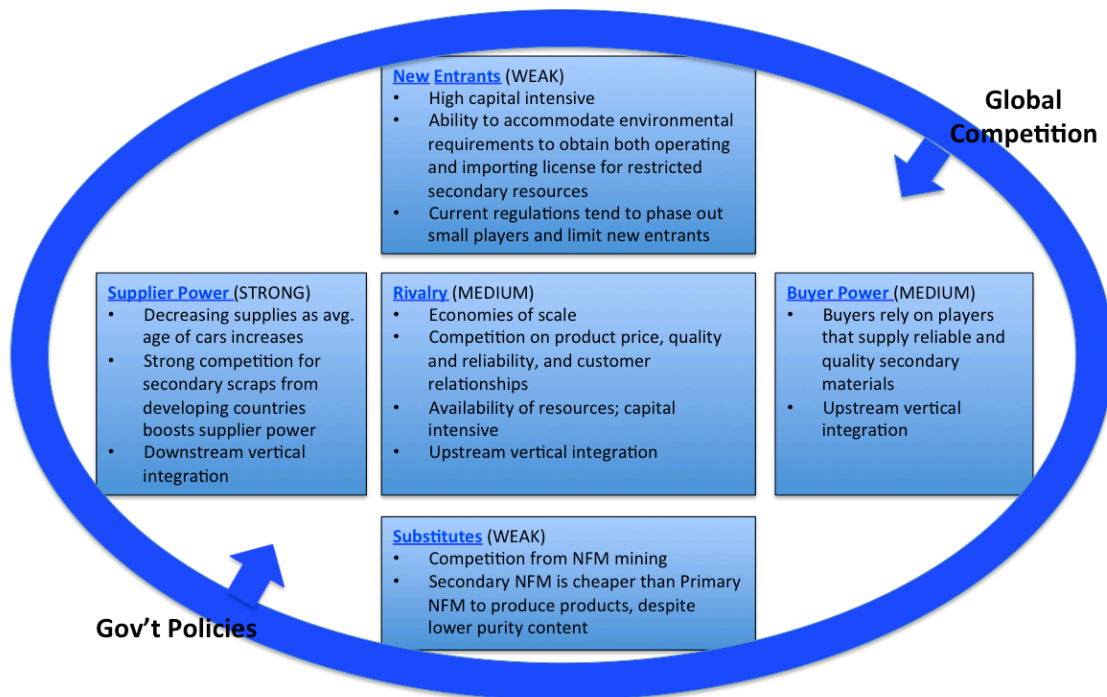 New Entrants (WEAK)
• High capital intensive
• Ability to accommodate environmental
requirements to obtain both operating
and importing license for restricted
secondary resources
• Current regulations tend to phase out
small players and limit new entrants
Global
Competition
Supplier Power (STRONG)
• Decreasing supplies as avg.
age of cars increases
• Strong competition for
secondary scraps from
developing countries
boosts supplier power
• Downstream vertical
integration
Rivalry (MEDIUM)
• Economies of scale
• Competition on product price, quality
and reliability, and customer
relationships
• Availability of resources; capital
intensive
• Upstream vertical integration
Buyer Power (MEDIUM)
• Buyers rely on players
that supply reliable and
quality secondary
materials
• Upstream vertical
integration
Substitutes (WEAK)
• Competition from NFM mining
• Secondary NFM is cheaper than Primary
NFM to produce products, despite
lower purity content
Gov't Policies